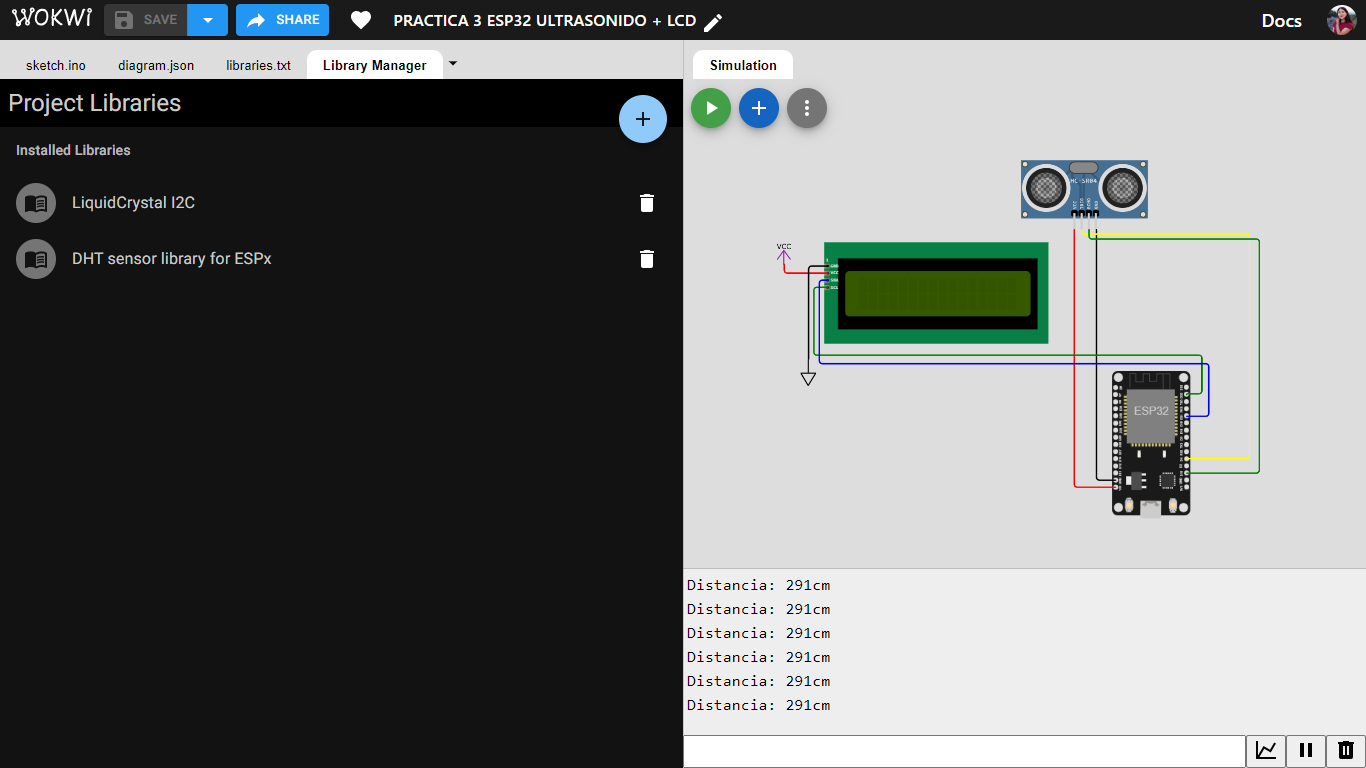 WOKWI
SAVE
SHARE
PRACTICA 3 ESP32 ULTRASONIDO + LCD
Docs
sketch.ino
diagram.json
libraries.txt
Library Manager
Simulation
Project Libraries
Installed Libraries
LiquidCrystal I2C
DHT sensor library for ESPx
HC-SR04
VCC
ESP32
Distancia: 291cm
Distancia: 291cm
Distancia: 291cm
Distancia: 291cm
Distancia: 291cm
Distancia: 291cm